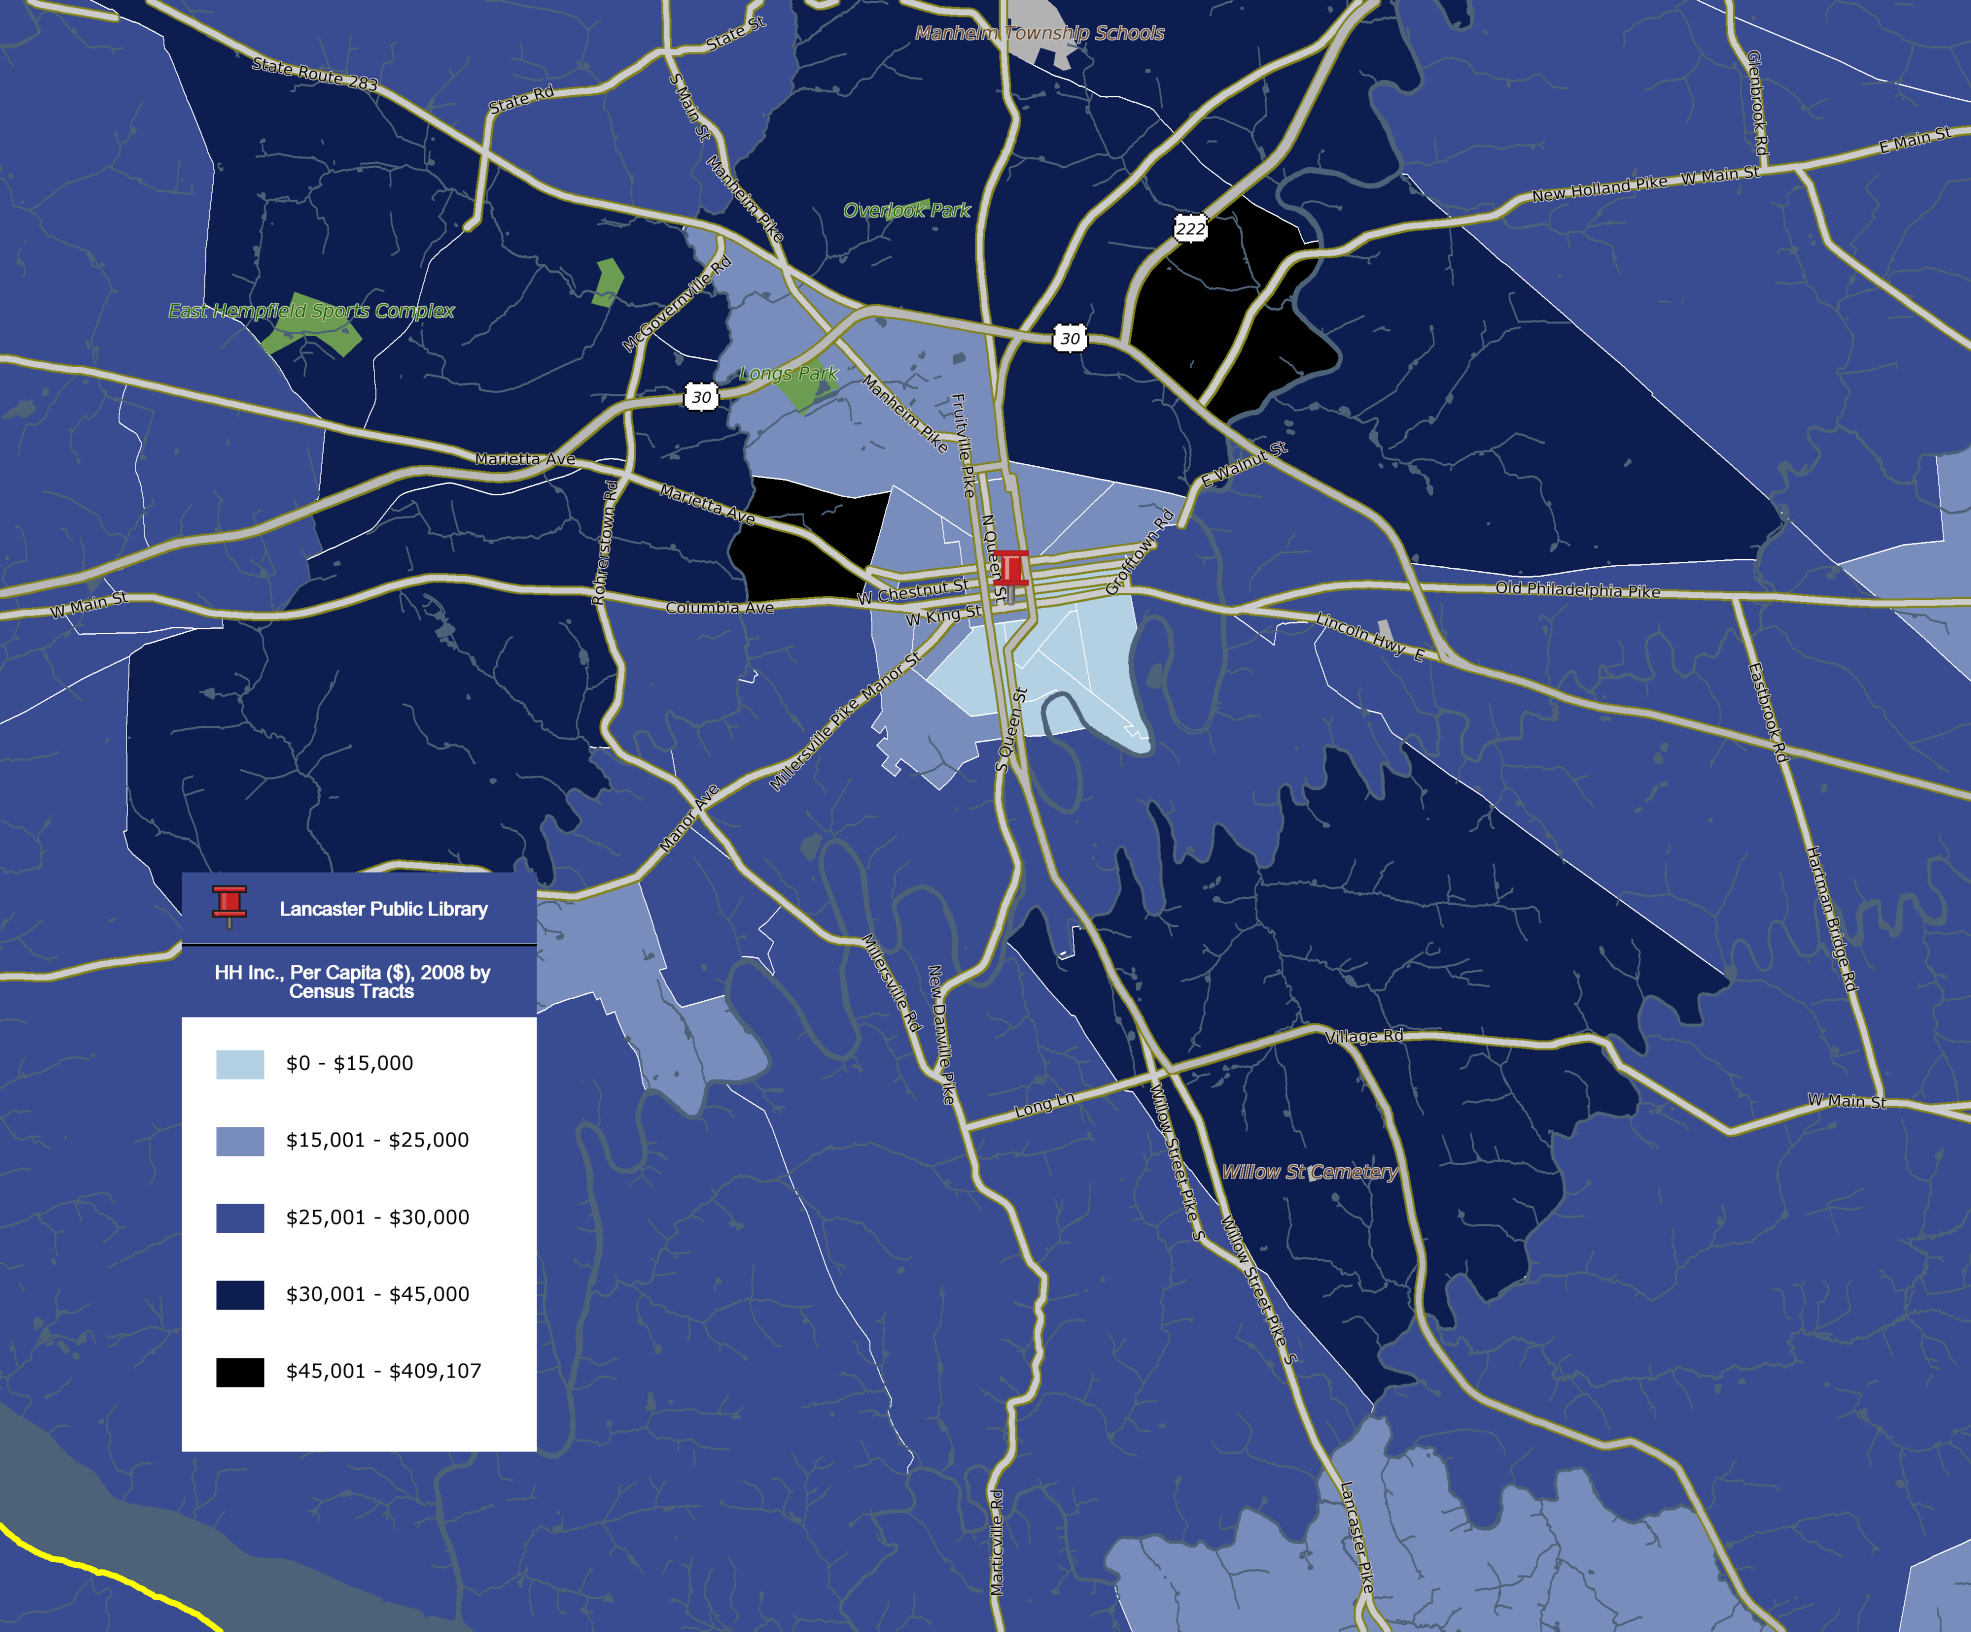 Manheim Township Schools
State St
State Route 283
State Rd
S Main St
Glenbrook Rd
E Main St
New Holland Pike
W Main St
Manheim Pike
Overlook Park
222
McGovernville Rd
East Hempfield Sports Complex
30
Longs Park
30
Manheim Pike
Fruitville Pike
Marietta Ave
Marietta Ave
E Walnut St
Rohrerstown Rd
N Queen St
Grofftown Rd
W Main St
Columbia Ave
W Chestnut St
W King St
Old Philadelphia Pike
Lincoln Hwy E
Manor St
Millersville Pike
S Queen St
Eastbrook Rd
Manor Ave
Hartman Bridge Rd
Lancaster Public Library
HH Inc., Per Capita ($), 2008 by
Census Tracts
$0 - $15,000
$15,001 - $25,000
$25,001 - $30,000
$30,001 - $45,000
$45,001 - $409,107
Millersville Rd
New Danville Pike
Village Rd
Long Ln
W Main St
Willow Street Pike S
Willow St Cemetery
Willow Street Pike S
Lancaster Pike
Marticville Rd